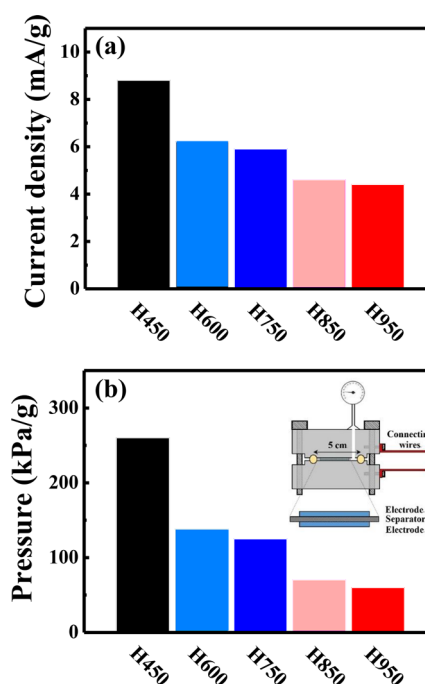 (a)
Current density (mA/g)
10
8
6
4
2
0
H450
H600
H750
H850
H950
(b)
Pressure (kPa/g)
300
200
100
0
5 cm
Connectin
wires
Electrode
Separator
Electrode
H450
H600
H750
H850
H950